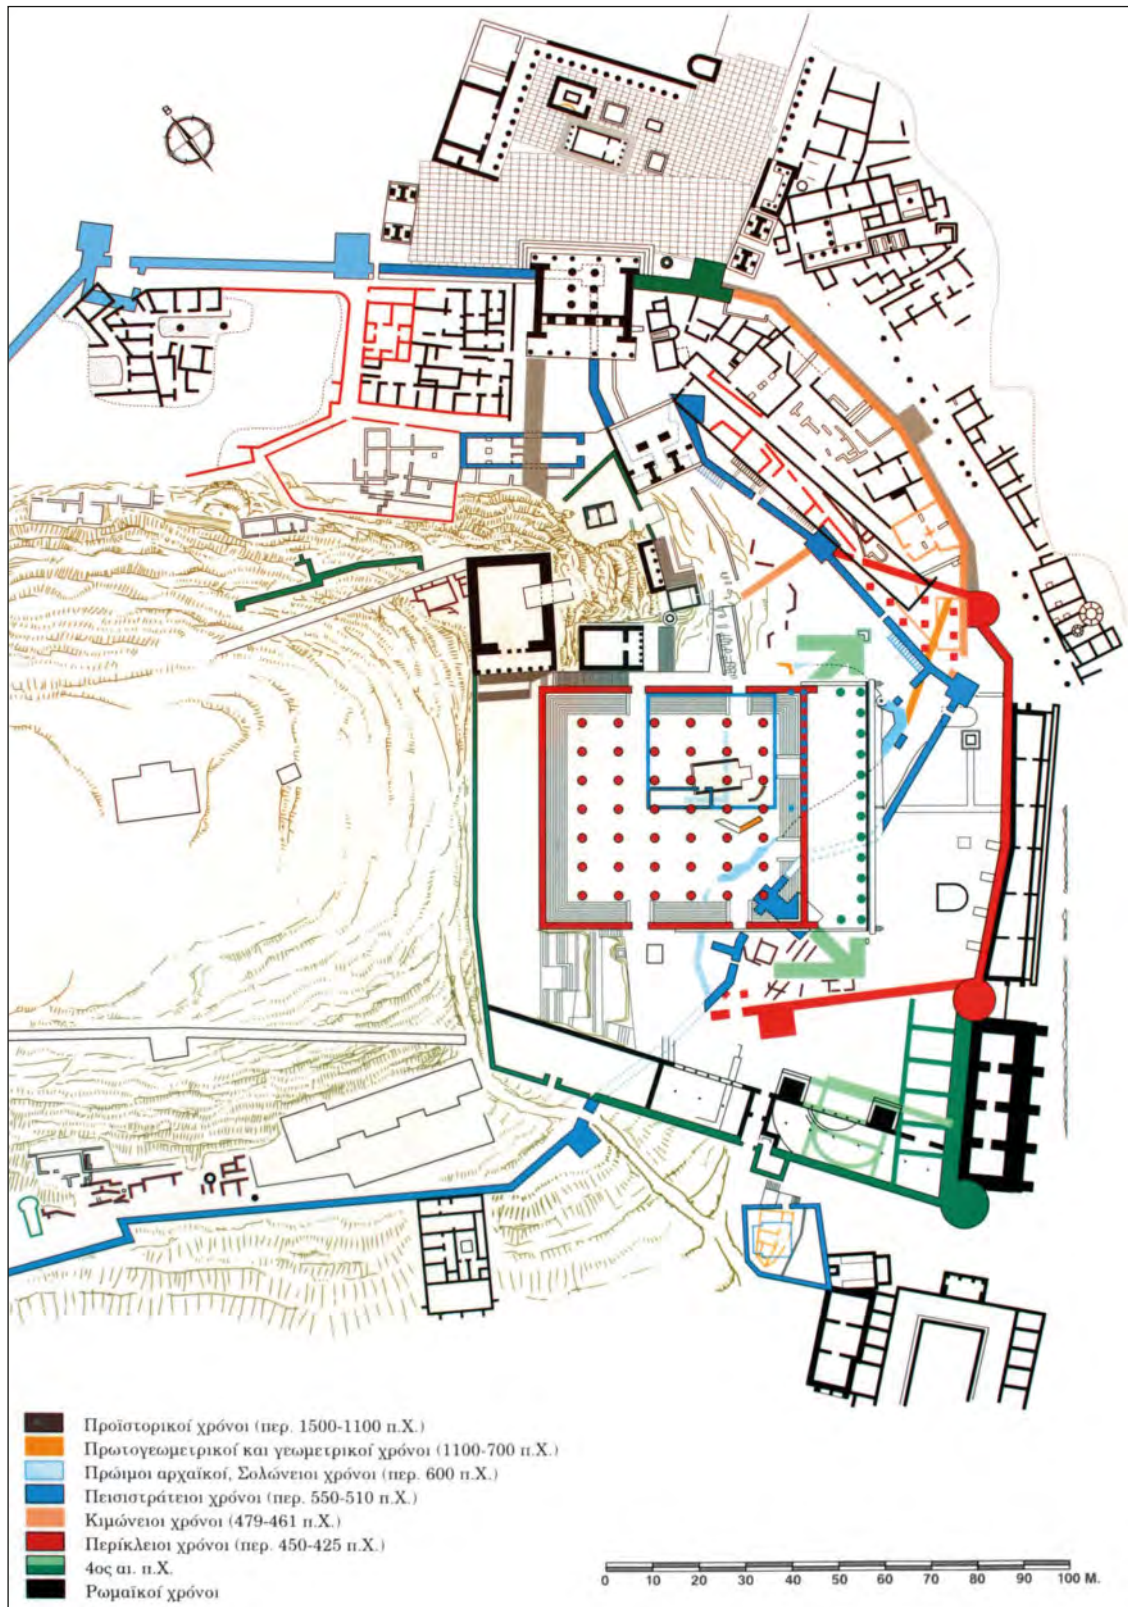 Β
Προϊστορικοί χρόνοι (περ. 1500-1100 π.Χ.)
Πρωτογεωμετρικοί και γεωμετρικοί χρόνοι (1100-700 π.Χ.)
Πρώιμοι αρχαϊκοί, Σολώνειοι χρόνοι (περ. 600 π.Χ.)
Πεισιστράτειοι χρόνοι (περ. 550-510 π.Χ.)
Κιμώνειοι χρόνοι (479-461 π.Χ.)
Περίκλειοι χρόνοι (περ. 450-425 π.Χ.)
4ος αι. π.Χ.
Ρωμαϊκοί χρόνοι
0 10 20 30 40 50 60 70 80 90 100 Μ.